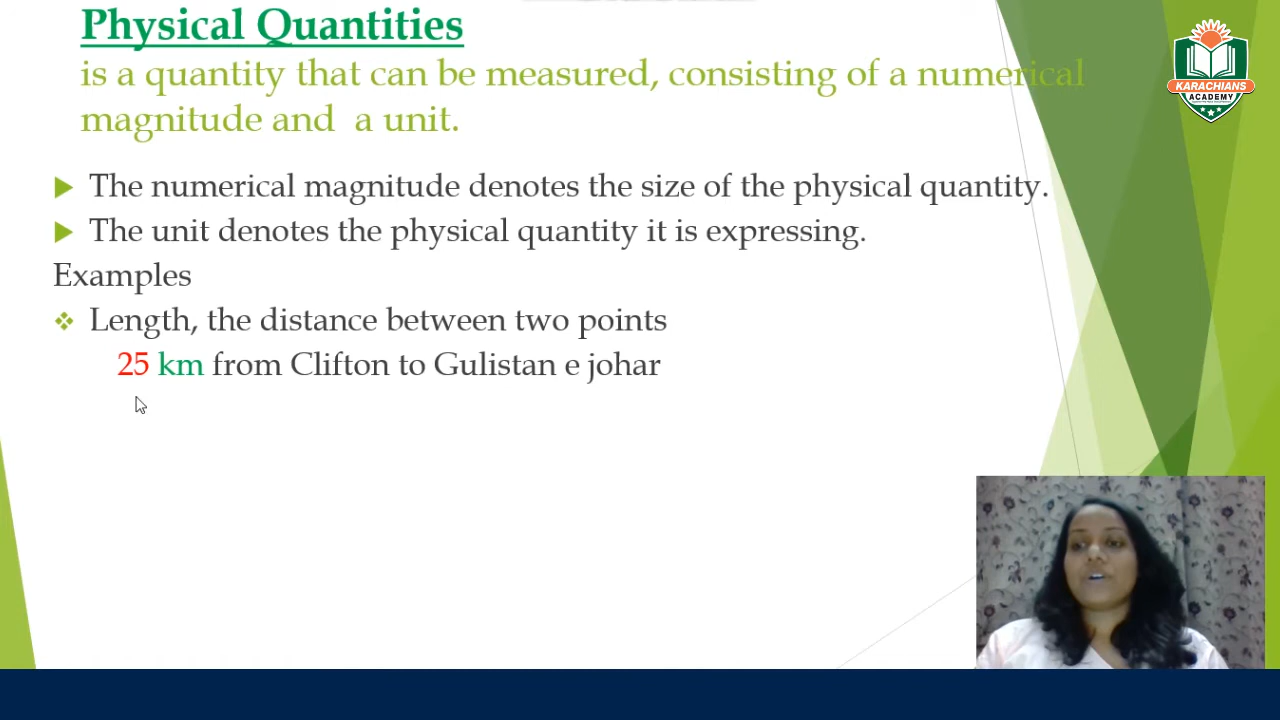 Physical Quantities
is a quantity that can be measured, consisting of a numerical
magnitude and a unit.
The numerical magnitude denotes the size of the physical quantity.
The unit denotes the physical quantity it is expressing.
Examples
Length, the distance between two points
25 km from Clifton to Gulistan e johar
KARACHIANS
ACADEMY